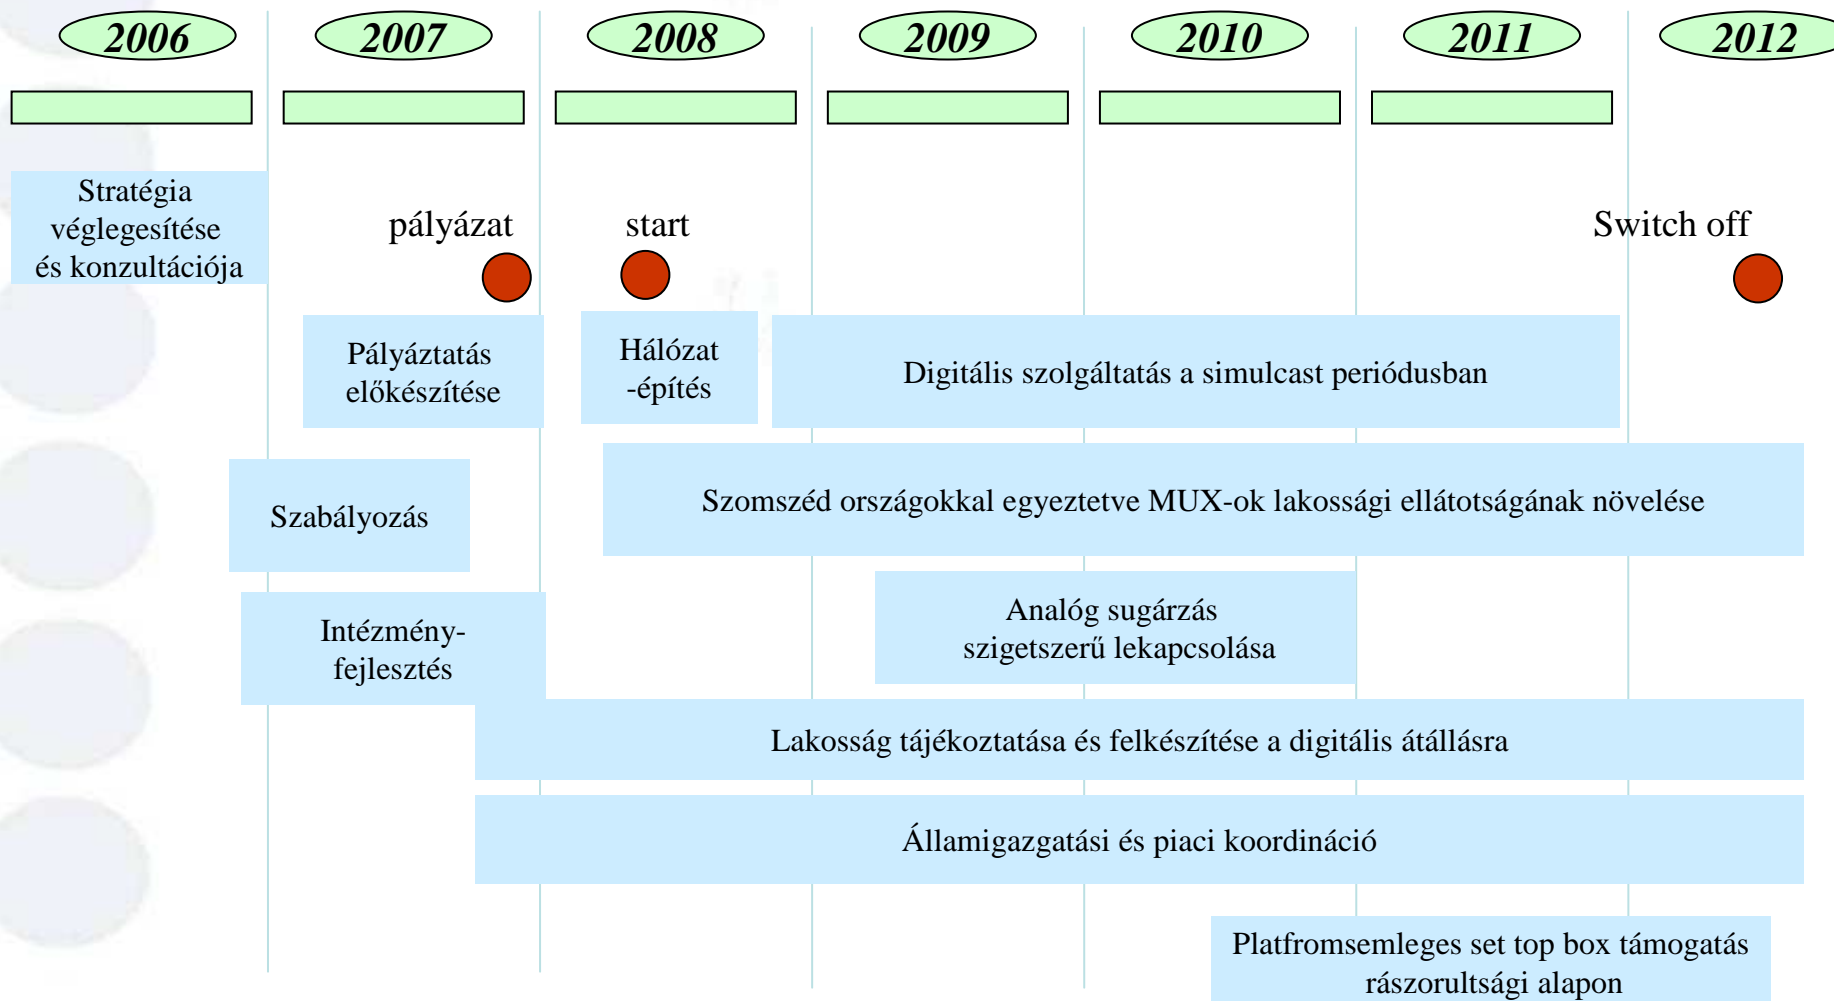 2006 2007 2008 2009 2010 2011 2012
Stratégia
véglegesítése
és konzultációja
pályázat
start
Switch off
Pályáztatás
előkészítése
Hálózat
-építés
Digitális szolgáltatás a simulcast periódusban
Szabályozás
Szomszéd országokkal egyeztetve MUX-ok lakossági ellátotságának növelése
Intézmény-
fejlesztés
Analóg sugárzás
szigetszerű lekapcsolása
Lakosság tájékoztatása és felkészítése a digitális átállásra
Államigazgatási és piaci koordináció
Platfromsemleges set top box támogatás
rászorultsági alapon